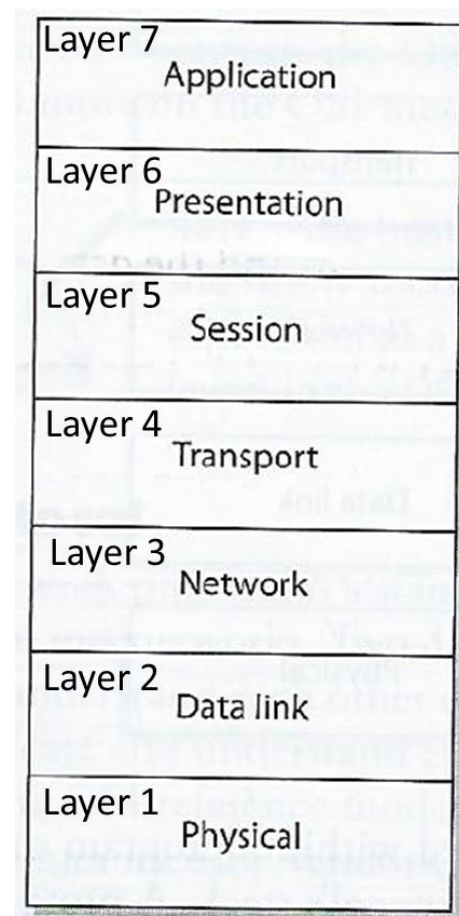 Layer 7
Application
Layer 6
Presentation
Layer 5
Session
Layer 4
Transport
Layer 3
Network
Layer 2
Data link
Layer 1
Physical